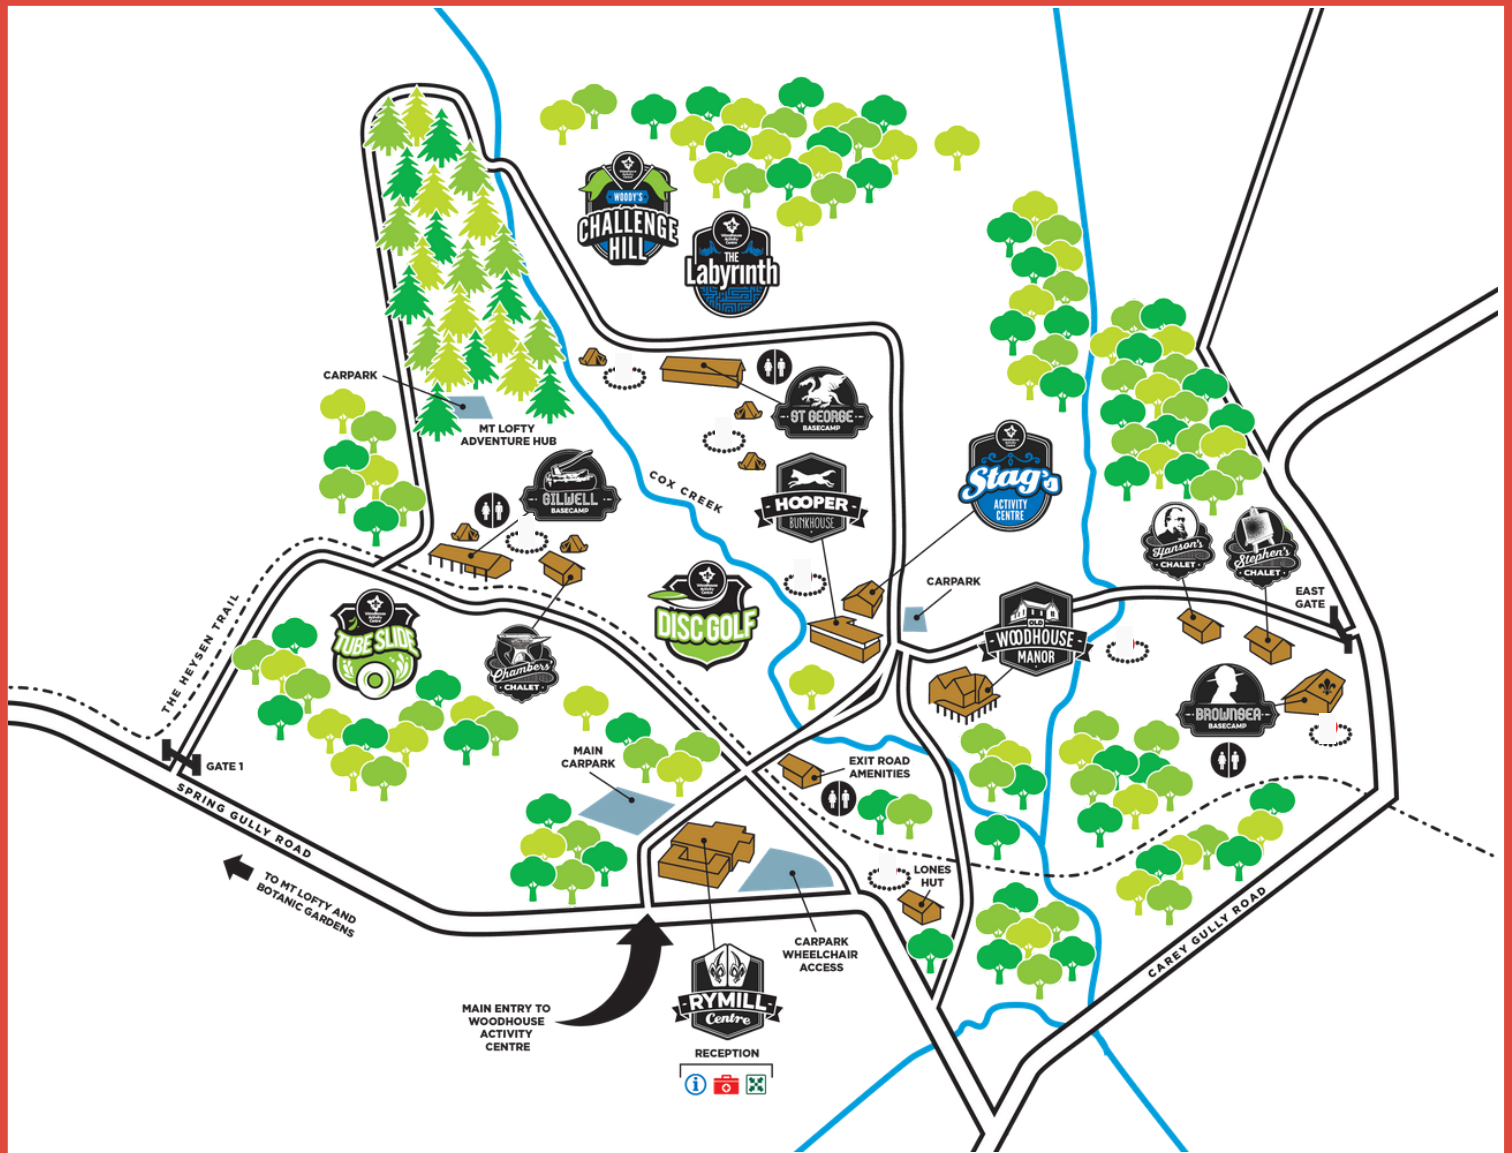 WOODY'S
CHALLENGE
HILL
THE
Labyrinth
CARPARK
MT LOFTY
ADVENTURE HUB
ST GEORGE
BASECAMP
GILWELL
BASECAMP
COX CREEK
HOOPER
BUNKHOUSE
Stag's
ACTIVITY
CENTRE
Hanson's
CHALET
Stephen's
CHALET
EAST
GATE
CARPARK
OLD
WOODHOUSE
MANOR
DISC GOLF
TUBE SLIDE
Chambers
CHALET
THE HEYSEN TRAIL
BROWNSEA
BASECAMP
GATE 1
MAIN
CARPARK
EXIT ROAD
AMENITIES
SPRING GULLY ROAD
TO MT LOFTY AND
BOTANIC GARDENS
LONES
HUT
CAREY GULLY ROAD
CARPARK
WHEELCHAIR
ACCESS
MAIN ENTRY TO
WOODHOUSE
ACTIVITY
CENTRE
RYMILL
Centre
RECEPTION